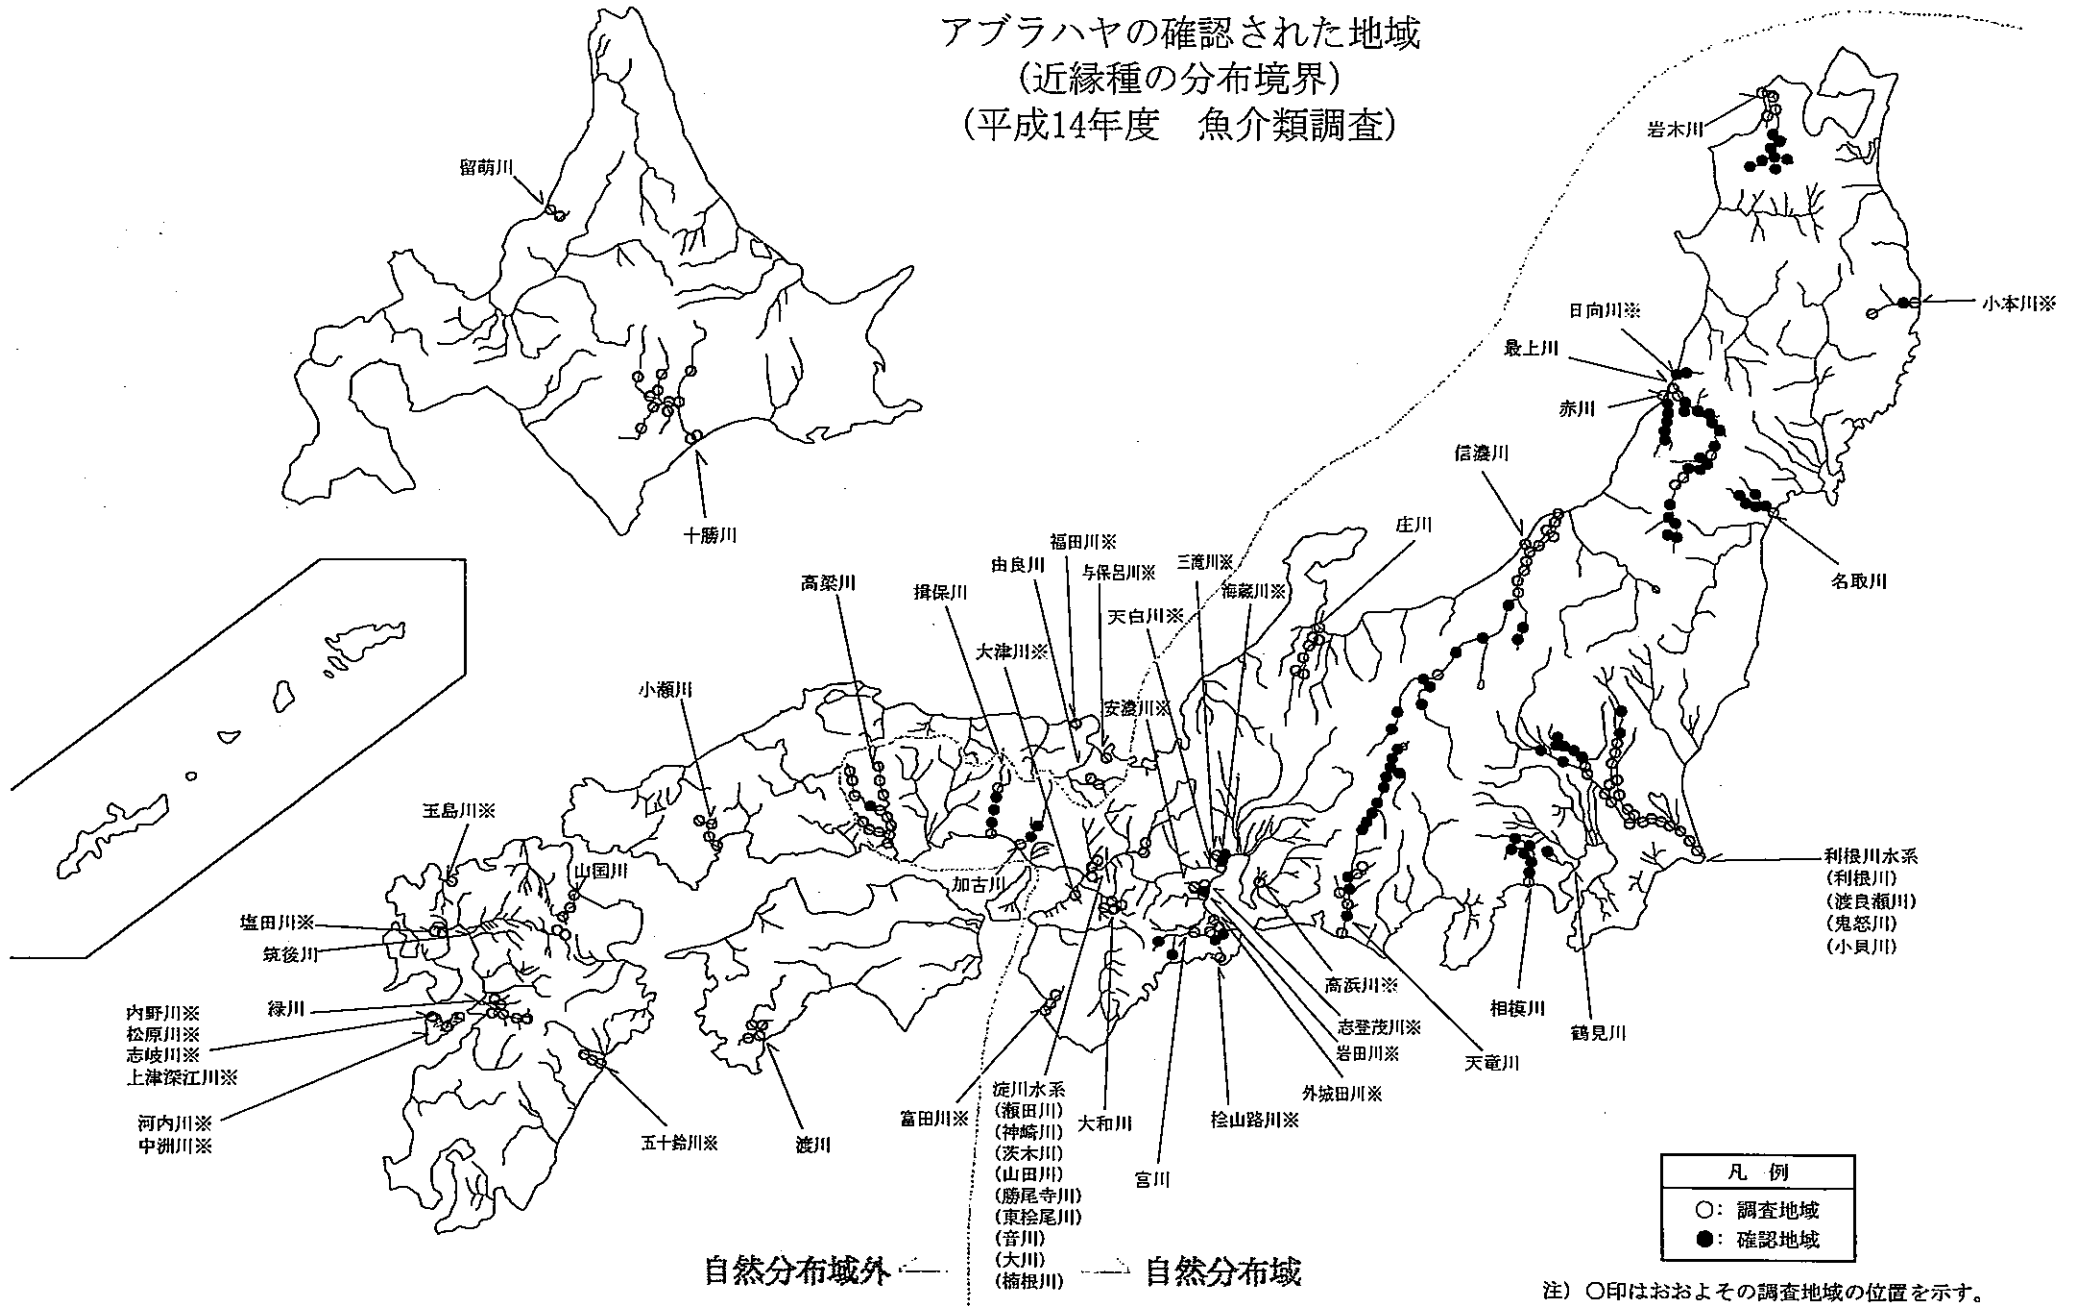 アブラハヤの確認された地域
(近縁種の分布境界)
(平成14年度　魚介類調査)
留萌川
十勝川
岩木川
小本川※
日向川※
最上川
赤川
信濃川
名取川
庄川
福田川※
由良川
与保呂川※
三滝川※
海蔵川※
天白川※
高梁川
揖保川
大津川※
安濃川※
小瀬川
玉島川※
山国川
加古川
塩田川※
筑後川
緑川
内野川※
松原川※
志岐川※
上津深江川※
河内川※
中洲川※
五十鈴川※
渡川
富田川※
淀川水系
(瀬田川)
(神崎川)
(茨木川)
(山田川)
(勝尾寺川)
(東桧尾川)
(音川)
(大川)
(楠根川)
大和川
宮川
桧山路川※
外城田川※
岩田川※
志登茂川※
高浜川※
天竜川
相模川
鶴見川
利根川水系
(利根川)
(渡良瀬川)
(鬼怒川)
(小貝川)
自然分布域外
自然分布域
凡　例
○：調査地域
●：確認地域
注）○印はおおよその調査地域の位置を示す。